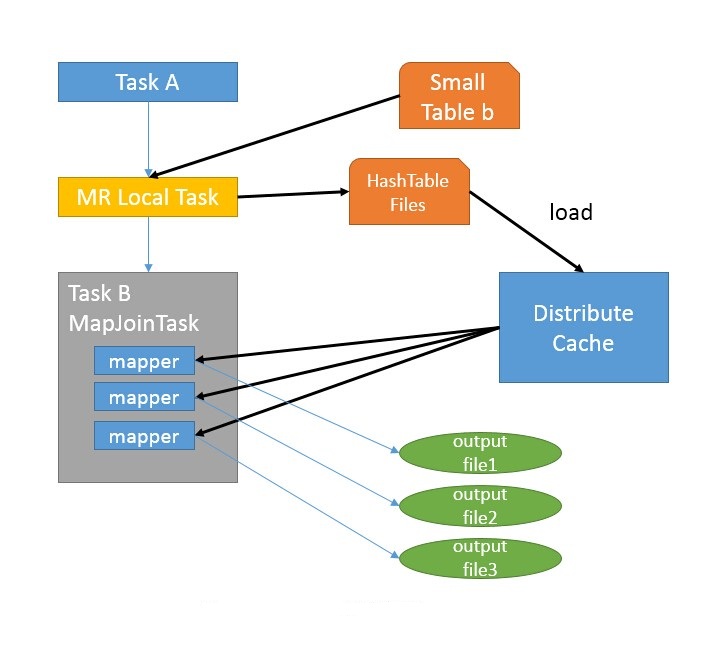 Task A
Small
Table b
MR Local Task
HashTable
Files
load
Task B
MapJoinTask
mapper
mapper
mapper
Distribute
Cache
output
file1
output
file2
output
file3